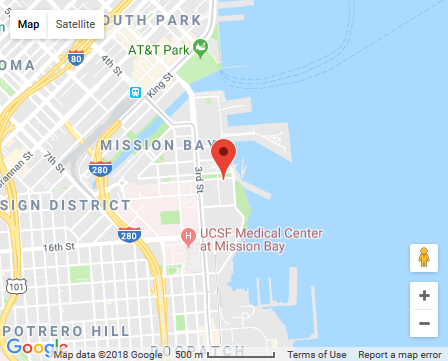 Map
Satellite
SOUTH PARK
AT&T Park
80
4th St
King St
OMA
MISSION BAY
Brannan St
7th St
280
3rd St
SIGN DISTRICT
280
16th St
H
UCSF Medical Center
at Mission Bay
101
+
−
POTRERO HILL
Google
DOGPATCH
Map data ©2018 Google
500 m
Terms of Use
Report a map error